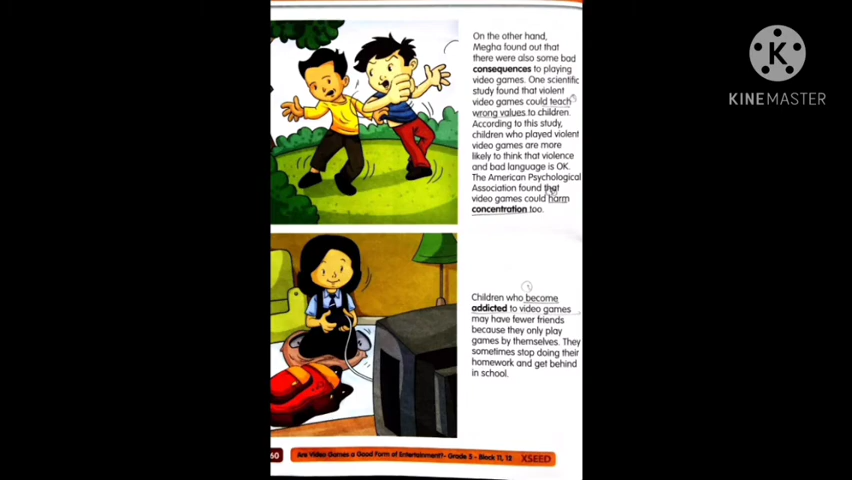 On the other hand,
Megha found out that
there were also some bad
consequences to playing
video games. One scientific
study found that violent
video games could teach
wrong values to children.
According to this study,
children who played violent
video games are more
likely to think that violence
and bad language is OK.
The American Psychological
Association found that
video games could harm
concentration too.
Children who become
addicted to video games
may have fewer friends
because they only play
games by themselves. They
sometimes stop doing their
homework and get behind
in school.
60 Are Video Games a Good Form of Entertainment?- Grade 5 - Block 11, 12 XSEED
K
KINEMASTER